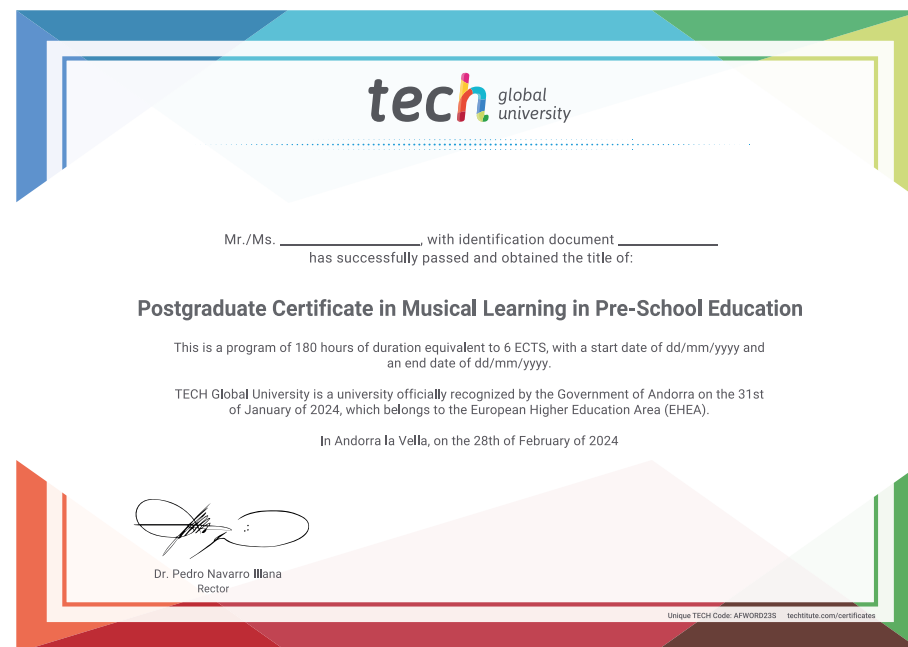 tech global university
Mr./Ms. ____________________, with identification document ______________
has successfully passed and obtained the title of:
Postgraduate Certificate in Musical Learning in Pre-School Education
This is a program of 180 hours of duration equivalent to 6 ECTS, with a start date of dd/mm/yyyy and
an end date of dd/mm/yyyy.
TECH Global University is a university officially recognized by the Government of Andorra on the 31st
of January of 2024, which belongs to the European Higher Education Area (EHEA).
In Andorra la Vella, on the 28th of February of 2024
Dr. Pedro Navarro Illana
Rector
Unique TECH Code: AFWORD23S techtitute.com/certificates